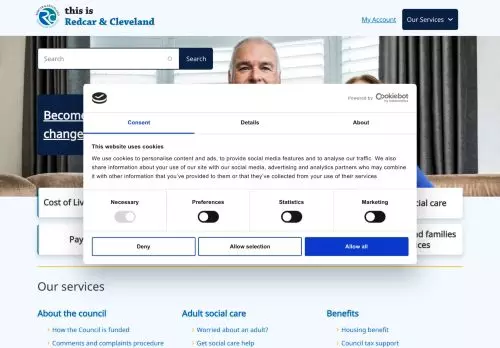 this is
Redcar & Cleveland
My Account
Our Services
Search
Search
Become
change
Powered by
Cookiebot
Consent
Details
About
This website uses cookies
We use cookies to personalise content and ads, to provide social media features and to analyse our traffic. We also
share information about your use of our site with our social media, advertising and analytics partners who may combine
it with other information that you've provided to them or that they've collected from your use of their services.
Cost of Liv
cial care
Necessary
Preferences
Statistics
Marketing
Pay
nd families
ices
Deny
Allow selection
Allow all
Our services
About the council
Adult social care
Benefits
How the Council is funded
Worried about an adult?
Housing benefit
Comments and complaints procedure
Get social care help
Council tax support